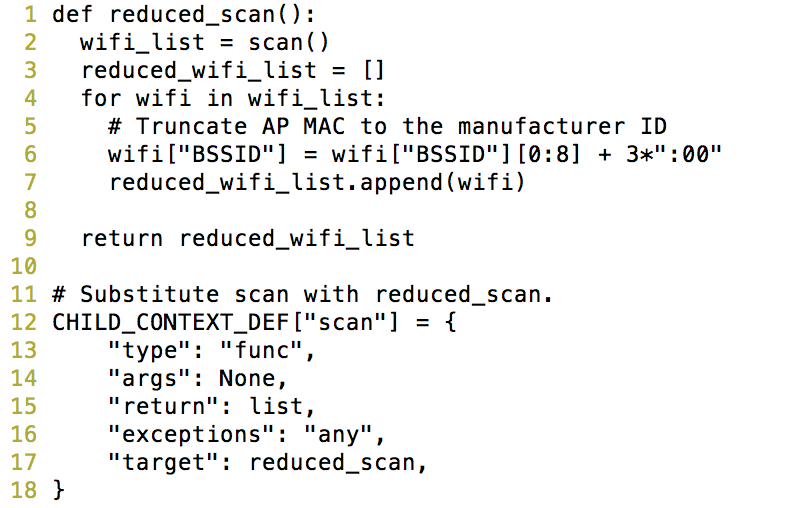 1 def reduced_scan():
2   wifi_list = scan()
3   reduced_wifi_list = []
4   for wifi in wifi_list:
5     # Truncate AP MAC to the manufacturer ID
6     wifi["BSSID"] = wifi["BSSID"][0:8] + 3*":00"
7     reduced_wifi_list.append(wifi)
8
9   return reduced_wifi_list
10
11 # Substitute scan with reduced_scan.
12 CHILD_CONTEXT_DEF["scan"] = {
13     "type": "func",
14     "args": None,
15     "return": list,
16     "exceptions": "any",
17     "target": reduced_scan,
18 }